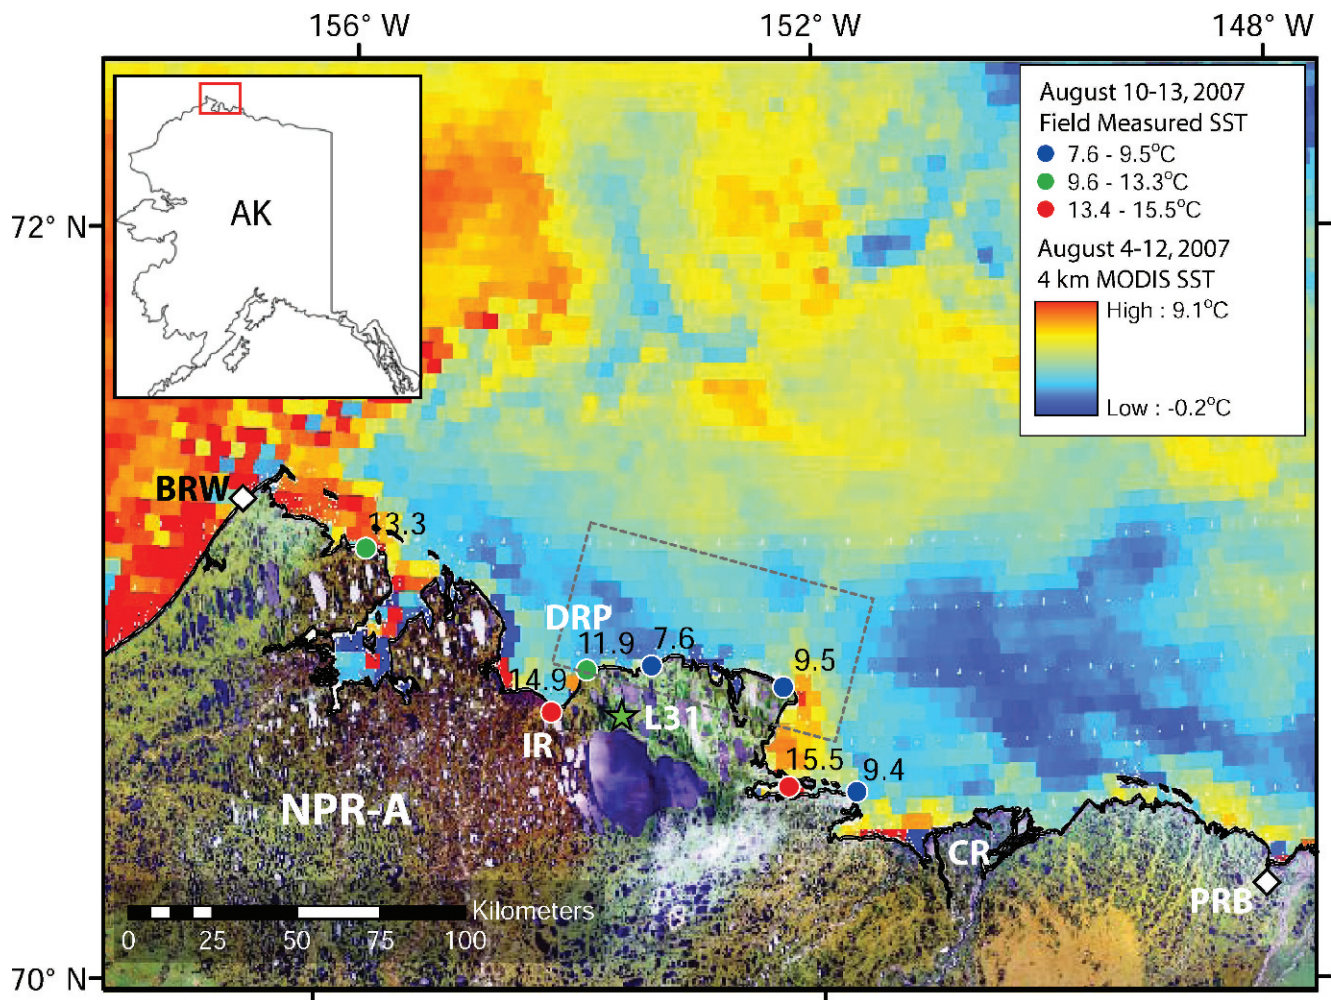 156° W
152° W
148° W
72° N
70° N
AK
August 10-13, 2007
Field Measured SST
7.6 - 9.5°C
9.6 - 13.3°C
13.4 - 15.5°C
August 4-12, 2007
4 km MODIS SST
High : 9.1°C
Low : -0.2°C
BRW
13.3
DRP
11.9
7.6
9.5
14.9
L31
IR
15.5
9.4
NPR-A
CR
PRB
Kilometers
0 25 50 75 100